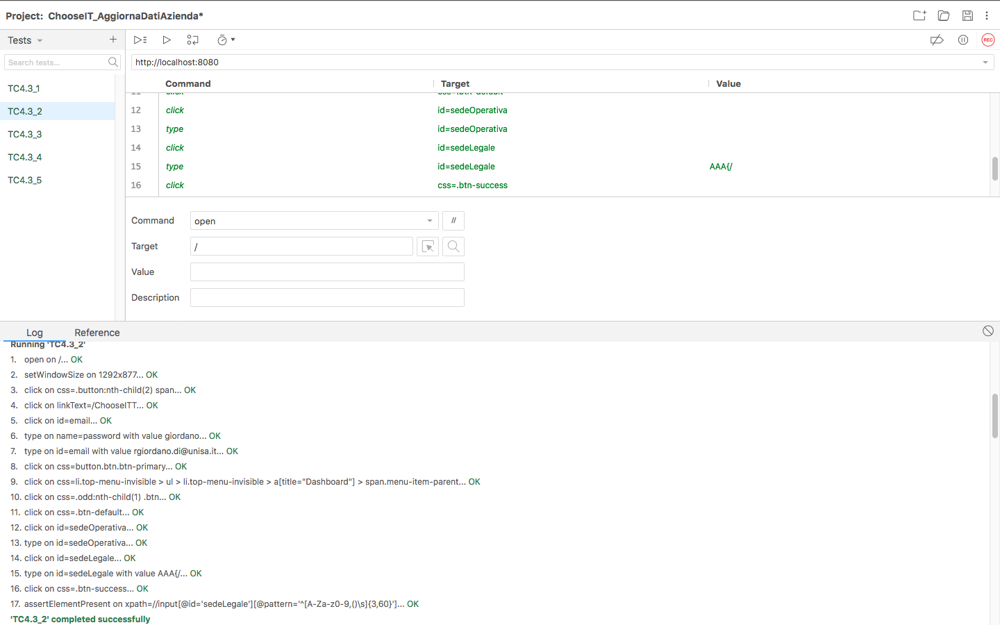 Project: ChooseIT_AggiornaDatiAzienda*
Tests
Search tests...
TC4.3_1
TC4.3_2
TC4.3_3
TC4.3_4
TC4.3_5
REC
http://localhost:8080
Command Target Value
11 click css=.btn-default
12 click id=sedeOperativa
13 type id=sedeOperativa
14 click id=sedeLegale
15 type id=sedeLegale AAA{/
16 click css=.btn-success
Command open //
Target /
Value
Description
Log Reference
Running 'TC4.3_2'
1. open on /... OK
2. setWindowSize on 1292x877... OK
3. click on css=.button:nth-child(2) span... OK
4. click on linkText=/ChooseITT... OK
5. click on id=email... OK
6. type on name=password with value giordano... OK
7. type on id=email with value rgiordano.di@unisa.it... OK
8. click on css=button.btn.btn-primary... OK
9. click on css=li.top-menu-invisible > ul > li.top-menu-invisible > a[title="Dashboard"] > span.menu-item-parent... OK
10. click on css=.odd:nth-child(1) .btn... OK
11. click on css=.btn-default... OK
12. click on id=sedeOperativa... OK
13. type on id=sedeOperativa... OK
14. click on id=sedeLegale... OK
15. type on id=sedeLegale with value AAA{/... OK
16. click on css=.btn-success... OK
17. assertElementPresent on xpath=//input[@id='sedeLegale'][@pattern='^[A-Za-z0-9,()\s]{3,60}']... OK
'TC4.3_2' completed successfully